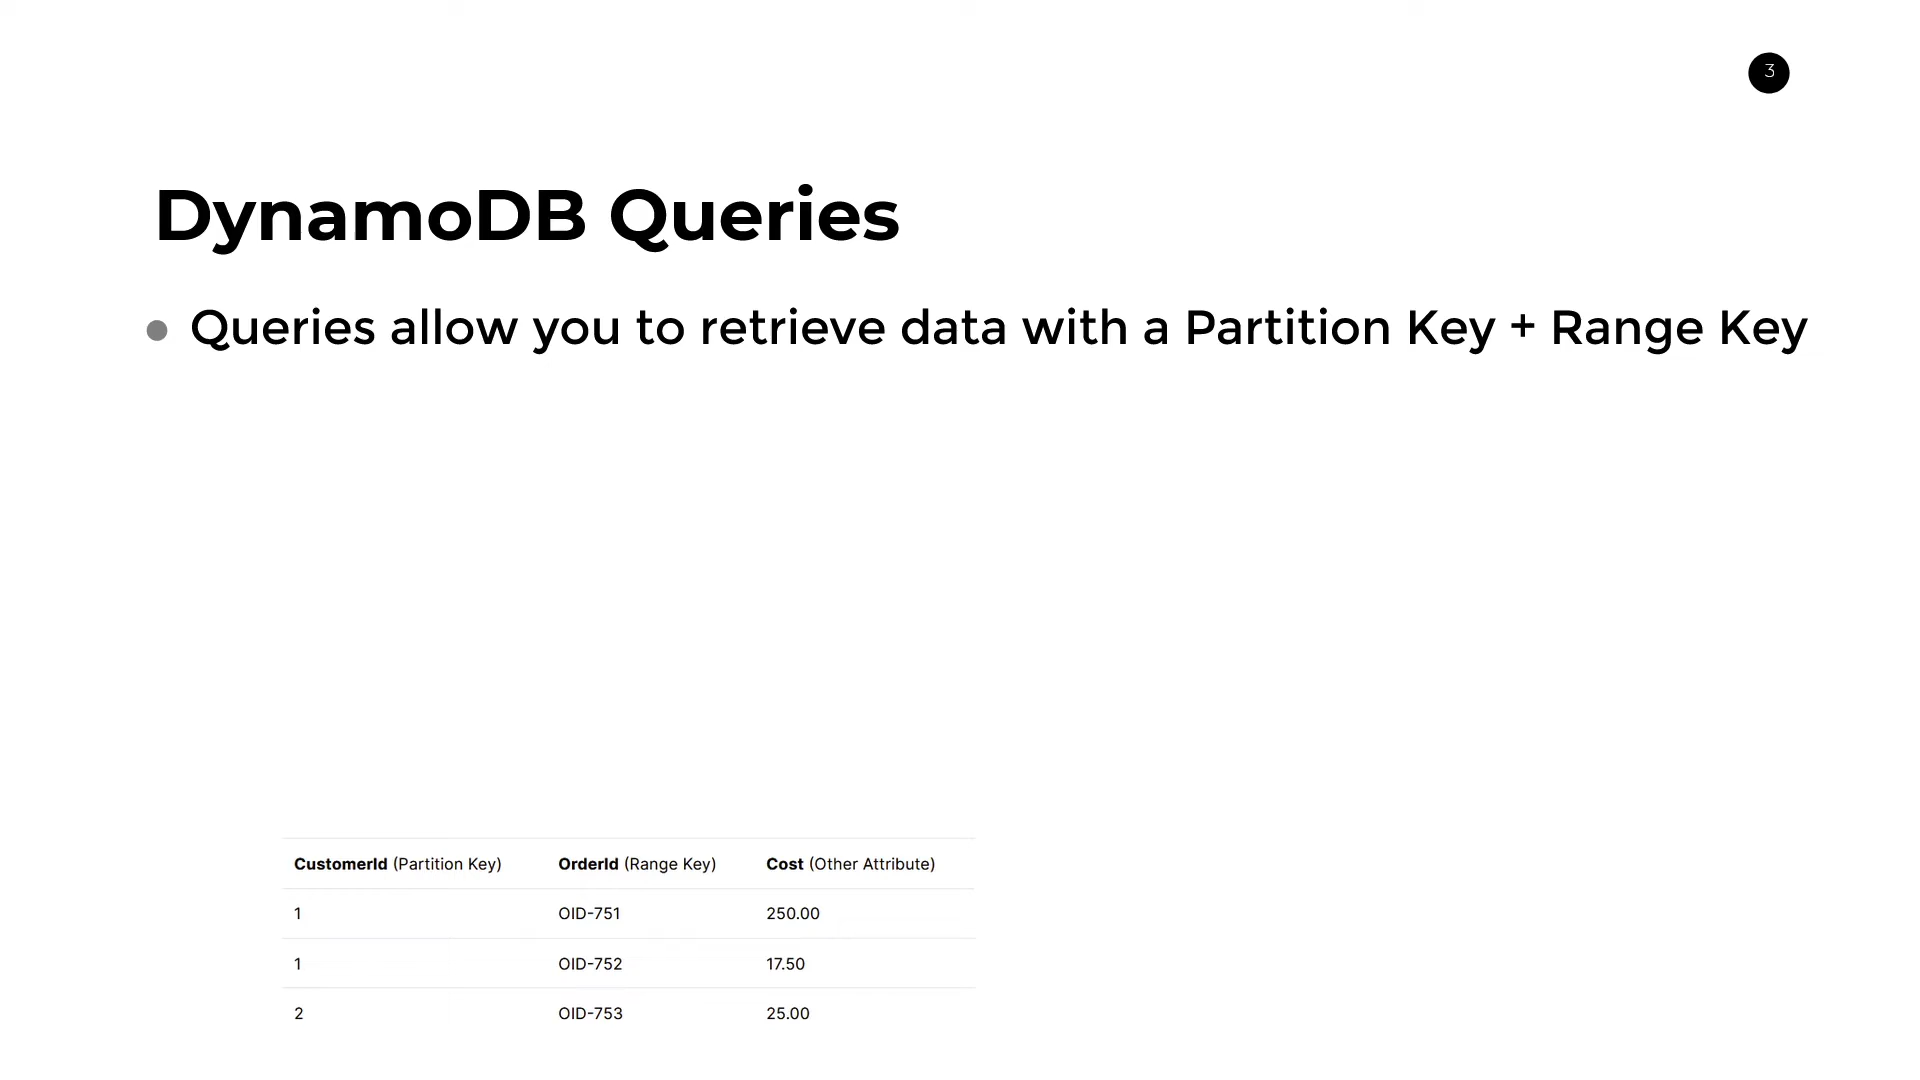 3
DynamoDB Queries
Queries allow you to retrieve data with a Partition Key + Range Key
CustomerId (Partition Key) OrderId (Range Key) Cost (Other Attribute)
1 OID-751 250.00
1 OID-752 17.50
2 OID-753 25.00